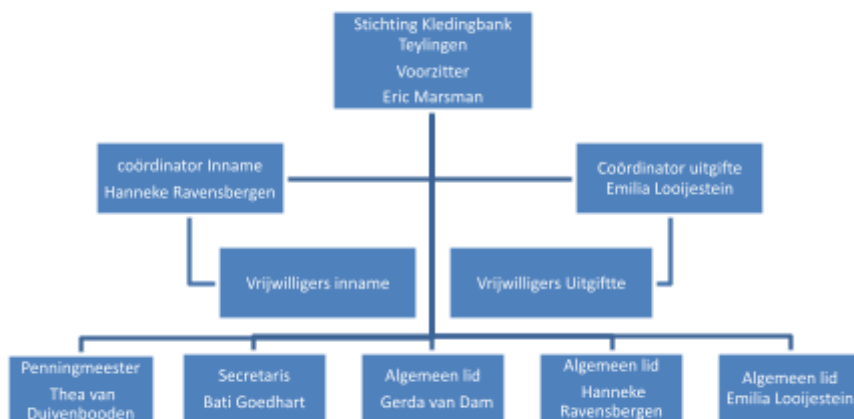 Stichting Kledingbank
Teylingen
Voorzitter
Eric Marsman
coördinator Inname
Hanneke Ravensbergen
Coördinator uitgifte
Emilia Looijestein
Vrijwilligers inname
Vrijwilligers Uitgiftte
Penningmeester
Thea van
Duivenbooden
Secretaris
Bati Goedhart
Algemeen lid
Gerda van Dam
Algemeen lid
Hanneke
Ravensbergen
Algemeen lid
Emilia Looijestein